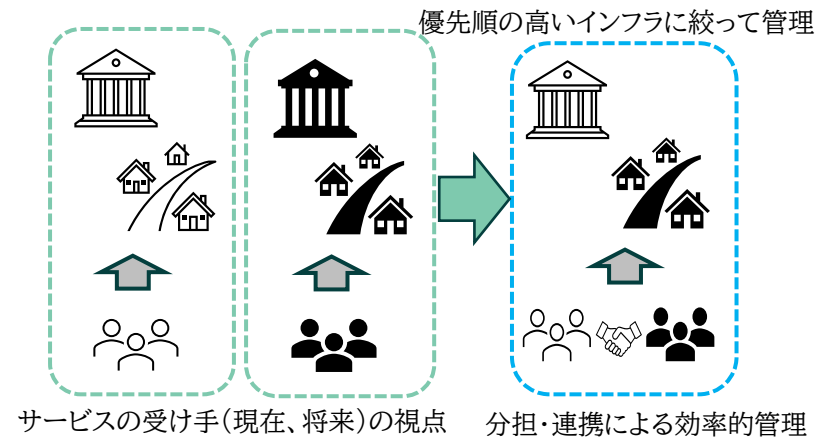 優先順の高いインフラに絞って管理
サービスの受け手（現在、将来）の視点
分担・連携による効率的管理